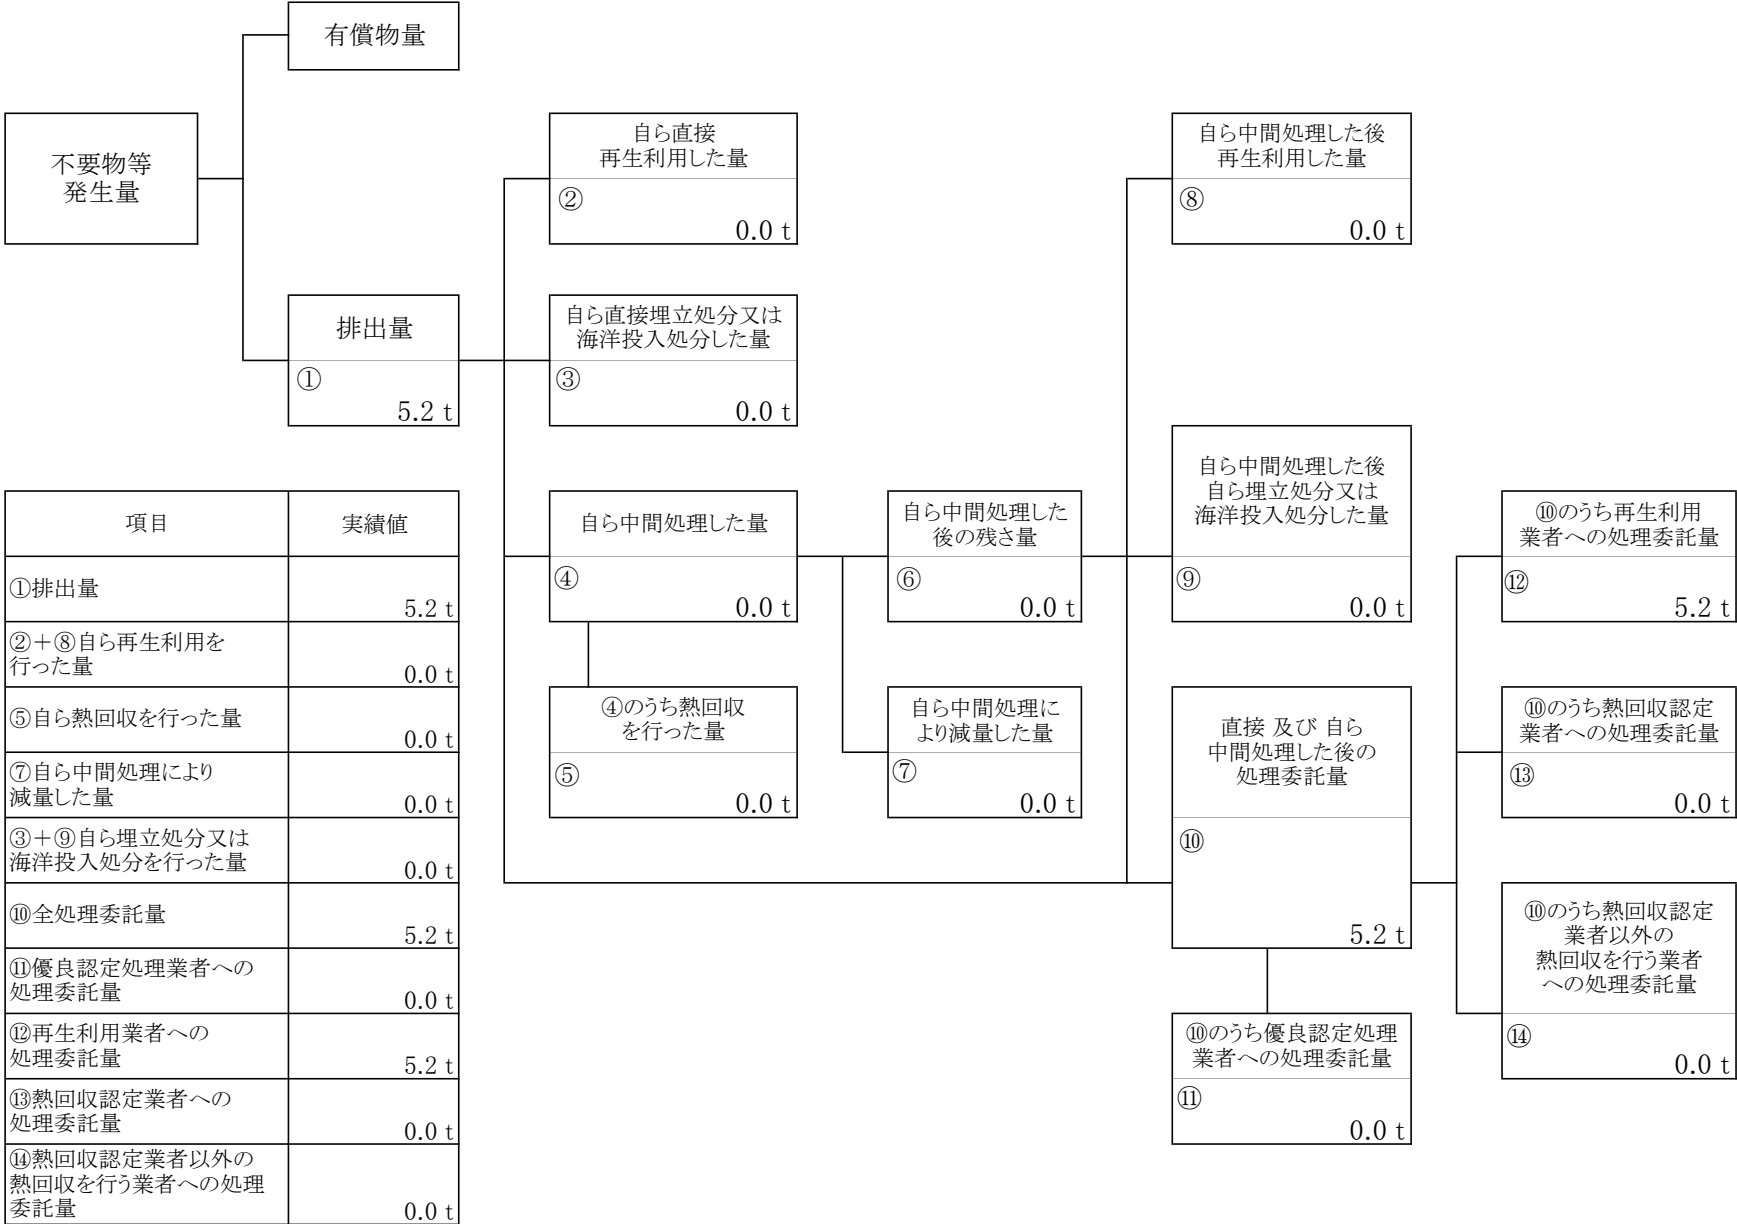 有償物量
不要物等
発生量
自ら直接
再生利用した量
②
0.0 t
自ら中間処理した後
再生利用した量
⑧
0.0 t
排出量
①
5.2 t
自ら直接埋立処分又は
海洋投入処分した量
③
0.0 t
自ら中間処理した量
④
0.0 t
自ら中間処理した
後の残さ量
⑥
0.0 t
自ら中間処理した後
自ら埋立処分又は
海洋投入処分した量
⑨
0.0 t
⑩のうち再生利用
業者への処理委託量
⑫
5.2 t
④のうち熱回収
を行った量
⑤
0.0 t
自ら中間処理に
より減量した量
⑦
0.0 t
直接 及び 自ら
中間処理した後の
処理委託量
⑩
5.2 t
⑩のうち熱回収認定
業者への処理委託量
⑬
0.0 t
⑩のうち熱回収認定
業者以外の
熱回収を行う業者
への処理委託量
⑭
0.0 t
⑩のうち優良認定処理
業者への処理委託量
⑪
0.0 t
項目
実績値
①排出量
5.2 t
②＋⑧自ら再生利用を
行った量
0.0 t
⑤自ら熱回収を行った量
0.0 t
⑦自ら中間処理により
減量した量
0.0 t
③＋⑨自ら埋立処分又は
海洋投入処分を行った量
0.0 t
⑩全処理委託量
5.2 t
⑪優良認定処理業者への
処理委託量
0.0 t
⑫再生利用業者への
処理委託量
5.2 t
⑬熱回収認定業者への
処理委託量
0.0 t
⑭熱回収認定業者以外の
熱回収を行う業者への処理
委託量
0.0 t